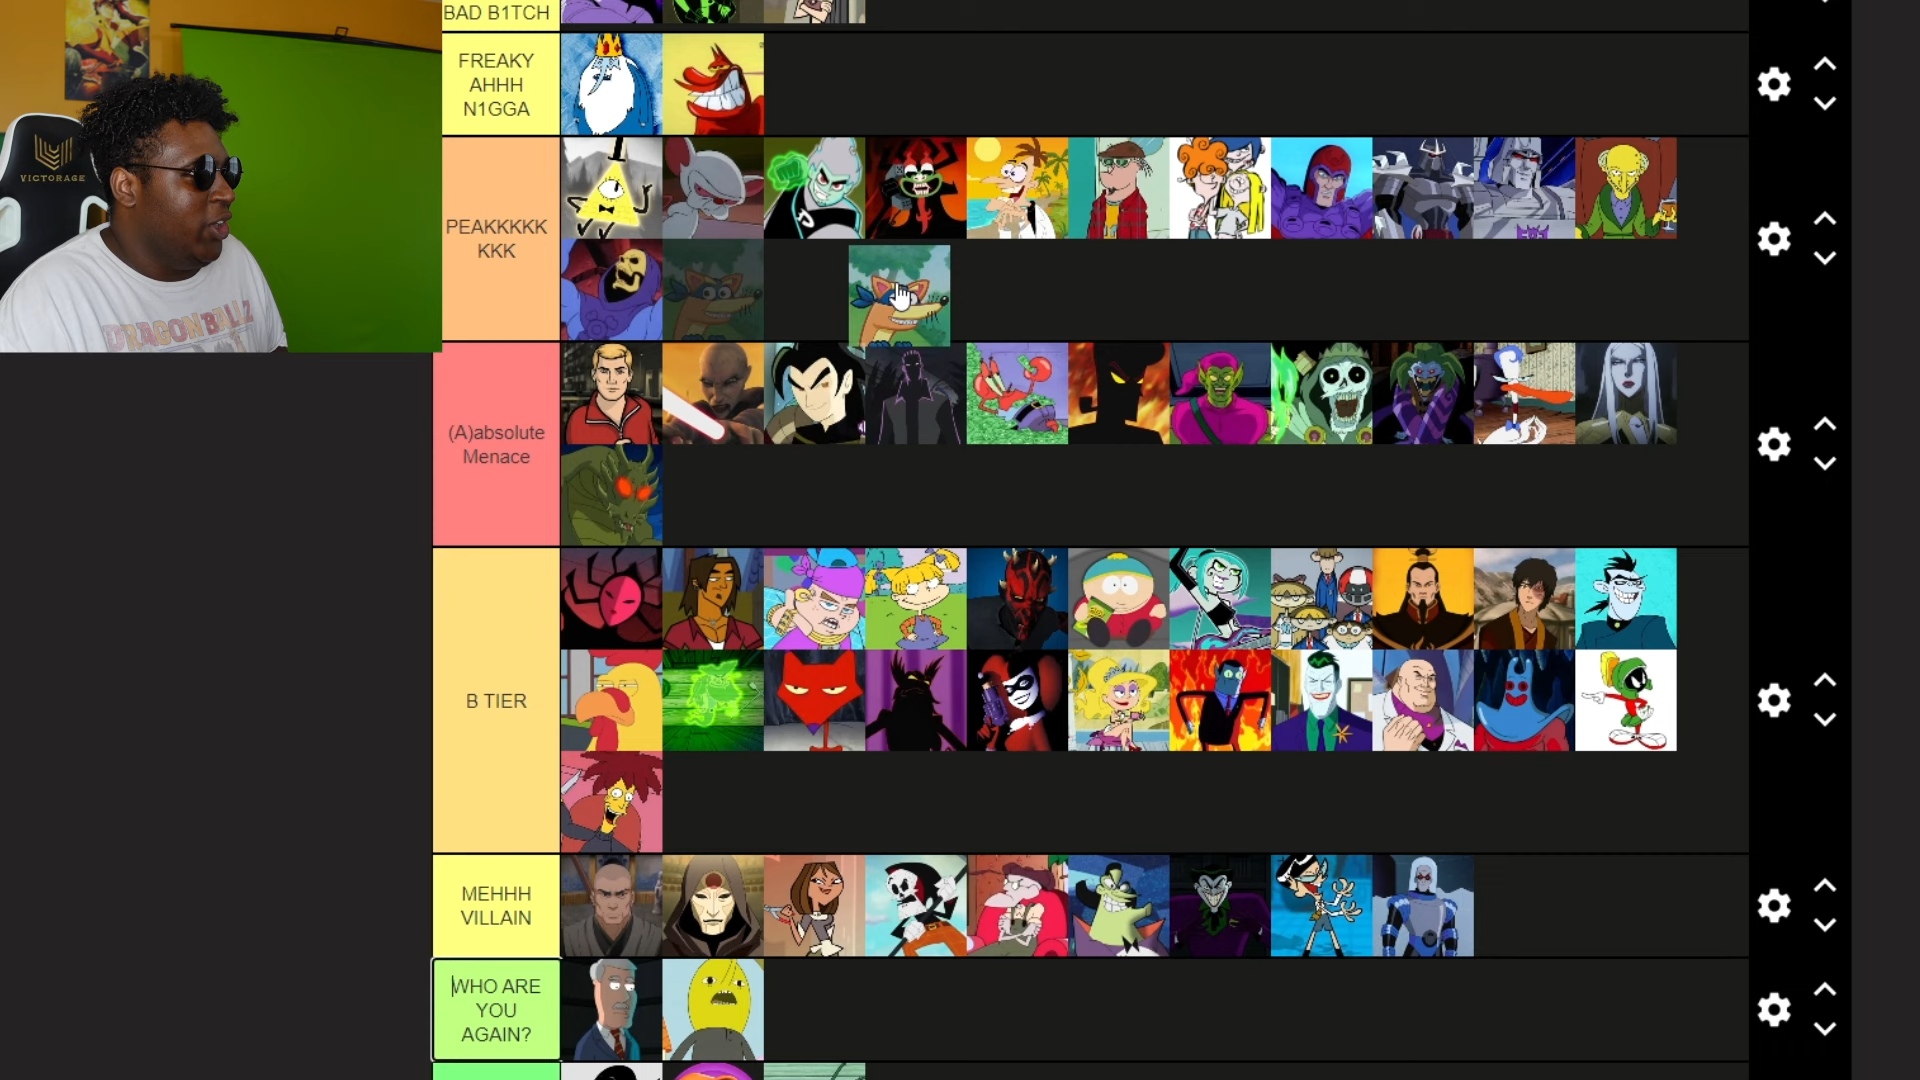 BAD B1TCH
FREAKY
AHHH
N1GGA
VICTORAGE
PEAKKKKK
KKK
DRAGON BALL Z
(A)absolute
Menace
B TIER
MEHHH
VILLAIN
WHO ARE
YOU
AGAIN?